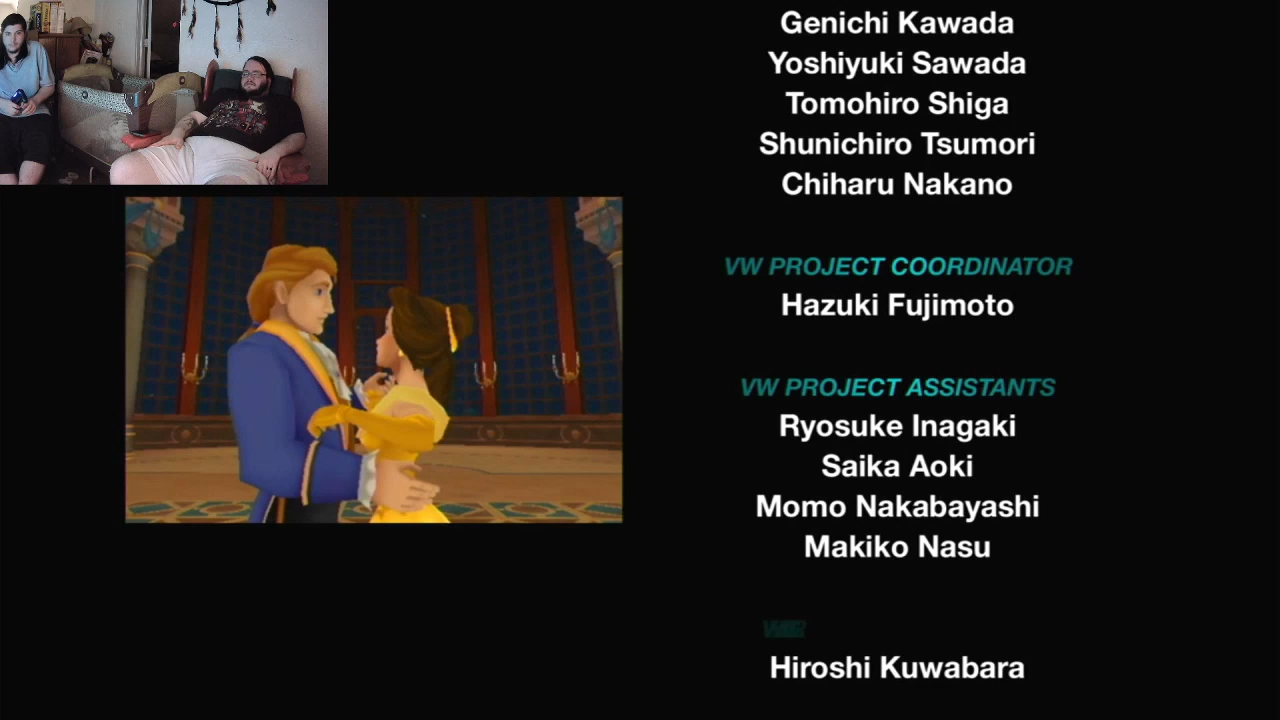 Genichi Kawada
Yoshiyuki Sawada
Tomohiro Shiga
Shunichiro Tsumori
Chiharu Nakano
VW PROJECT COORDINATOR
Hazuki Fujimoto
VW PROJECT ASSISTANTS
Ryosuke Inagaki
Saika Aoki
Momo Nakabayashi
Makiko Nasu
Hiroshi Kuwabara